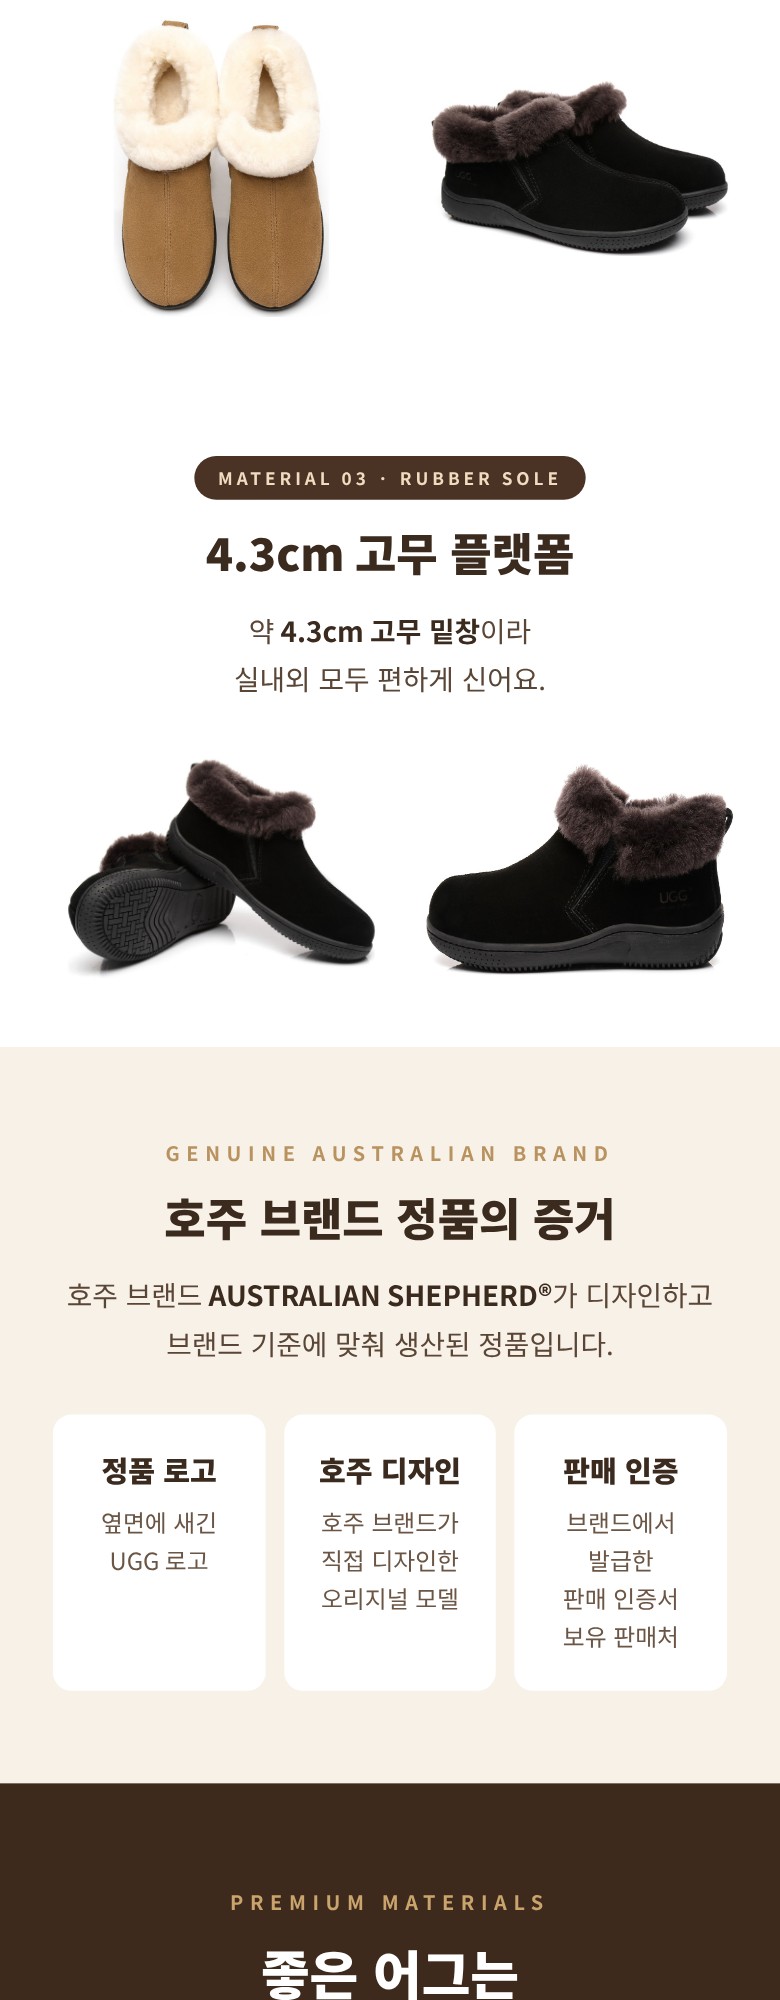 MATERIAL 03 · RUBBER SOLE
4.3cm 고무 플랫폼
약 4.3cm 고무 밑창이라
실내외 모두 편하게 신어요.
UGG
GENUINE AUSTRALIAN BRAND
호주 브랜드 정품의 증거
호주 브랜드 AUSTRALIAN SHEPHERD®가 디자인하고
브랜드 기준에 맞춰 생산된 정품입니다.
정품 로고
옆면에 새긴
UGG 로고
호주 디자인
호주 브랜드가
직접 디자인한
오리지널 모델
판매 인증
브랜드에서
발급한
판매 인증서
보유 판매처
PREMIUM MATERIALS
좋은 어그는